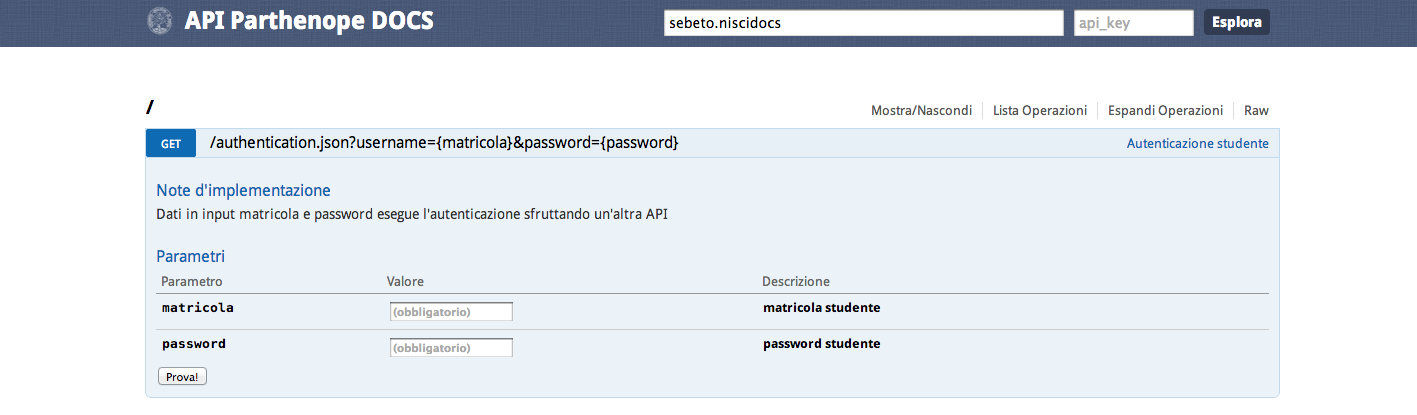 API Parthenope DOCS
sebeto.niscidocs
api_key
Esplora
/
Mostra/Nascondi
Lista Operazioni
Espandi Operazioni
Raw
GET
/authentication.json?username={matricola}&password={password}
Autenticazione studente
Note d'implementazione
Dati in input matricola e password esegue l'autenticazione sfruttando un'altra API
Parametri
Parametro
Valore
Descrizione
matricola
(obbligatorio)
matricola studente
password
(obbligatorio)
password studente
Prova!